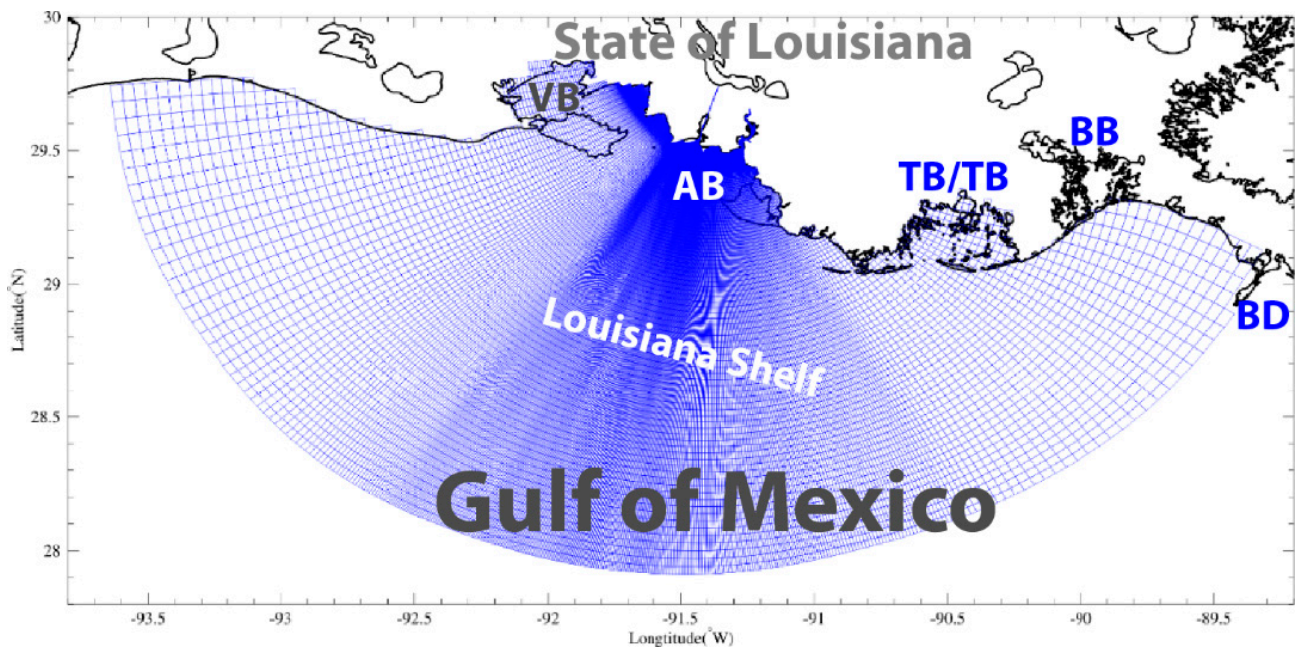 30
State of Louisiana
VB
29.5
BB
AB
TB/TB
29
BD
Louisiana Shelf
28.5
Gulf of Mexico
28
Latitude(°N)
-93.5 -93 -92.5 -92 -91.5 -91 -90.5 -90 -89.5
Longtitude(°W)